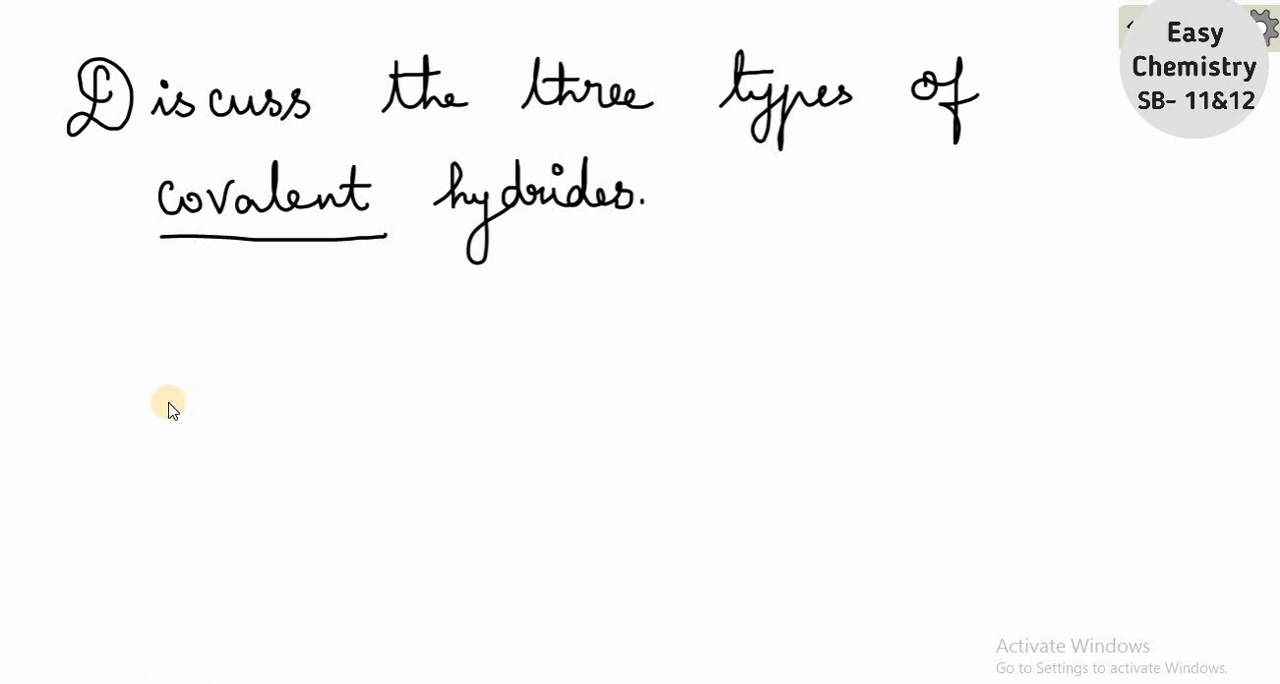 Discuss the three types of
covalent hydrides.
Easy
Chemistry
SB- 11&12
Activate Windows
Go to Settings to activate Windows.